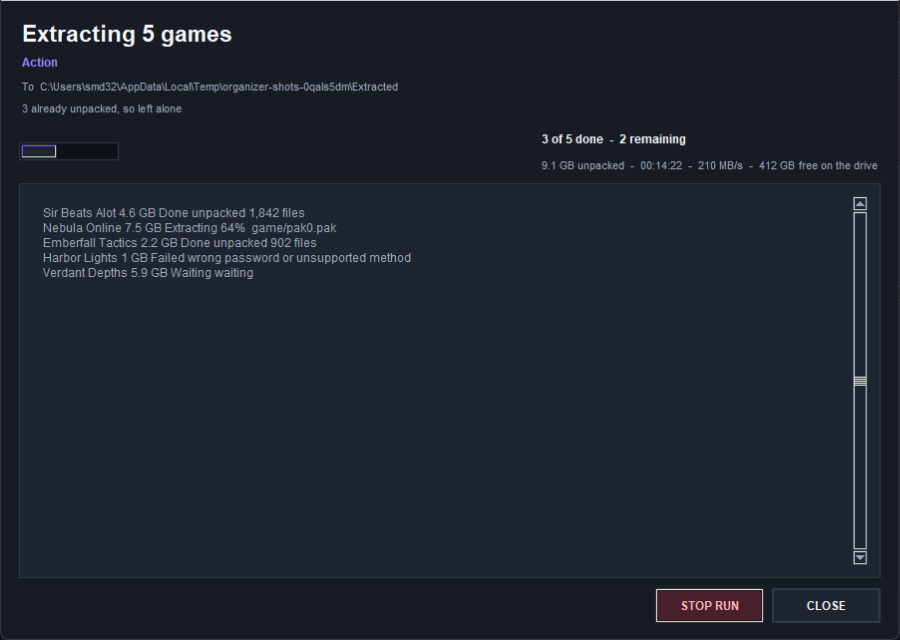 Extracting 5 games
Action
To C:\Users\smd32\AppData\Local\Temp\organizer-shots-0qals5dm\Extracted
3 already unpacked, so left alone
3 of 5 done - 2 remaining
9.1 GB unpacked - 00:14:22 - 210 MB/s - 412 GB free on the drive
Sir Beats Alot 4.6 GB Done unpacked 1,842 files
Nebula Online 7.5 GB Extracting 64% game/pak0.pak
Emberfall Tactics 2.2 GB Done unpacked 902 files
Harbor Lights 1 GB Failed wrong password or unsupported method
Verdant Depths 5.9 GB Waiting waiting
STOP RUN
CLOSE